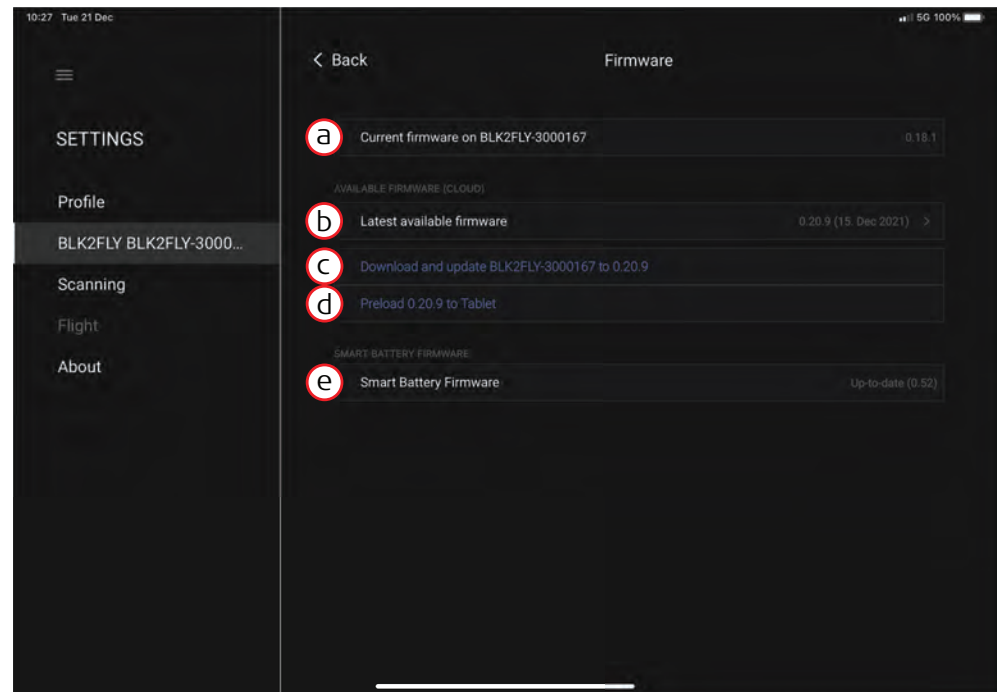 10:27 Tue 21 Dec
5G 100%
SETTINGS
Profile
BLK2FLY BLK2FLY-3000...
Scanning
Flight
About
Back
Firmware
a
Current firmware on BLK2FLY-3000167
0.18.1
AVAILABLE FIRMWARE (CLOUD)
b
Latest available firmware
0.20.9 (15. Dec 2021) >
c
Download and update BLK2FLY-3000167 to 0.20.9
d
Preload 0.20.9 to Tablet
SMART BATTERY FIRMWARE
e
Smart Battery Firmware
Up-to-date (0.52)